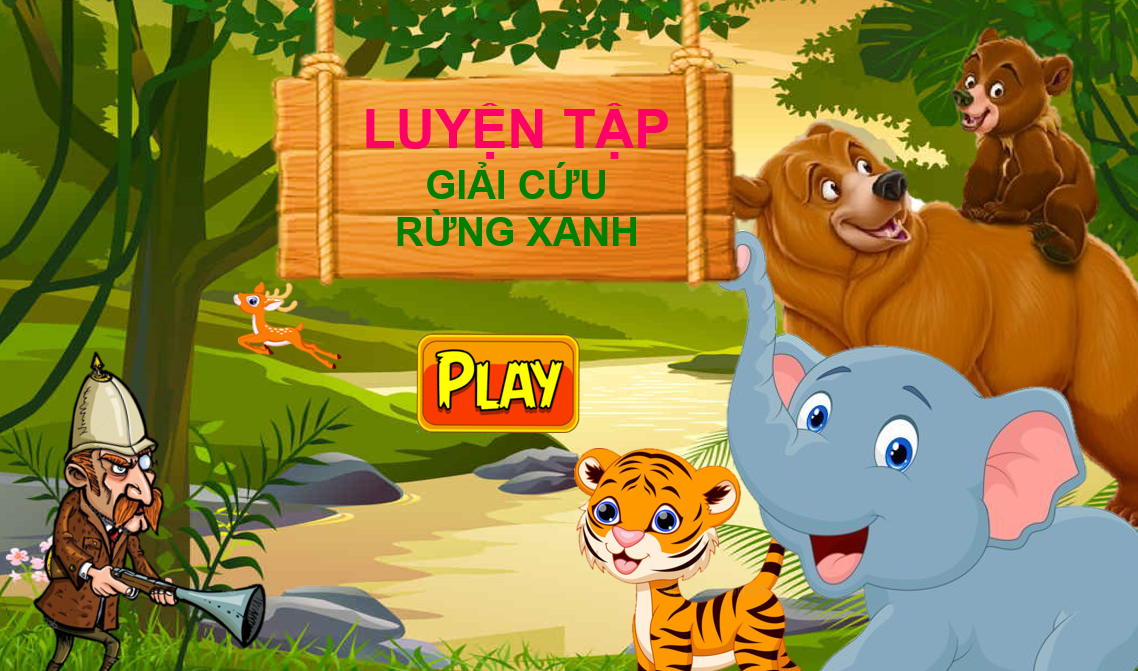 LUYỆN TẬP
GIẢI CỨU
RỪNG XANH
PLAY